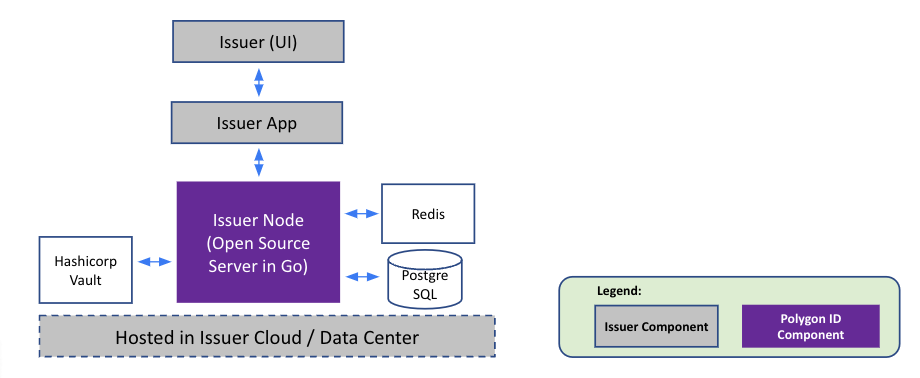 Issuer (UI)
Issuer App
Issuer Node
(Open Source
Server in Go)
Redis
Hashicorp
Vault
Postgre
SQL
Hosted in Issuer Cloud / Data Center
Legend:
Issuer Component
Polygon ID
Component